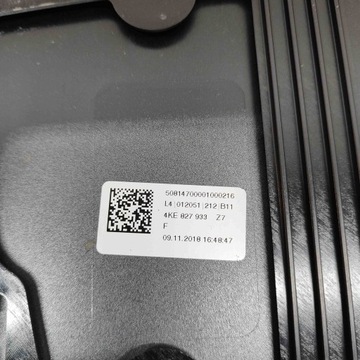 50814700001000216
L4 |012051 |212 |B11
4KE 827 933 Z7
F
09.11.2018 16:48:47